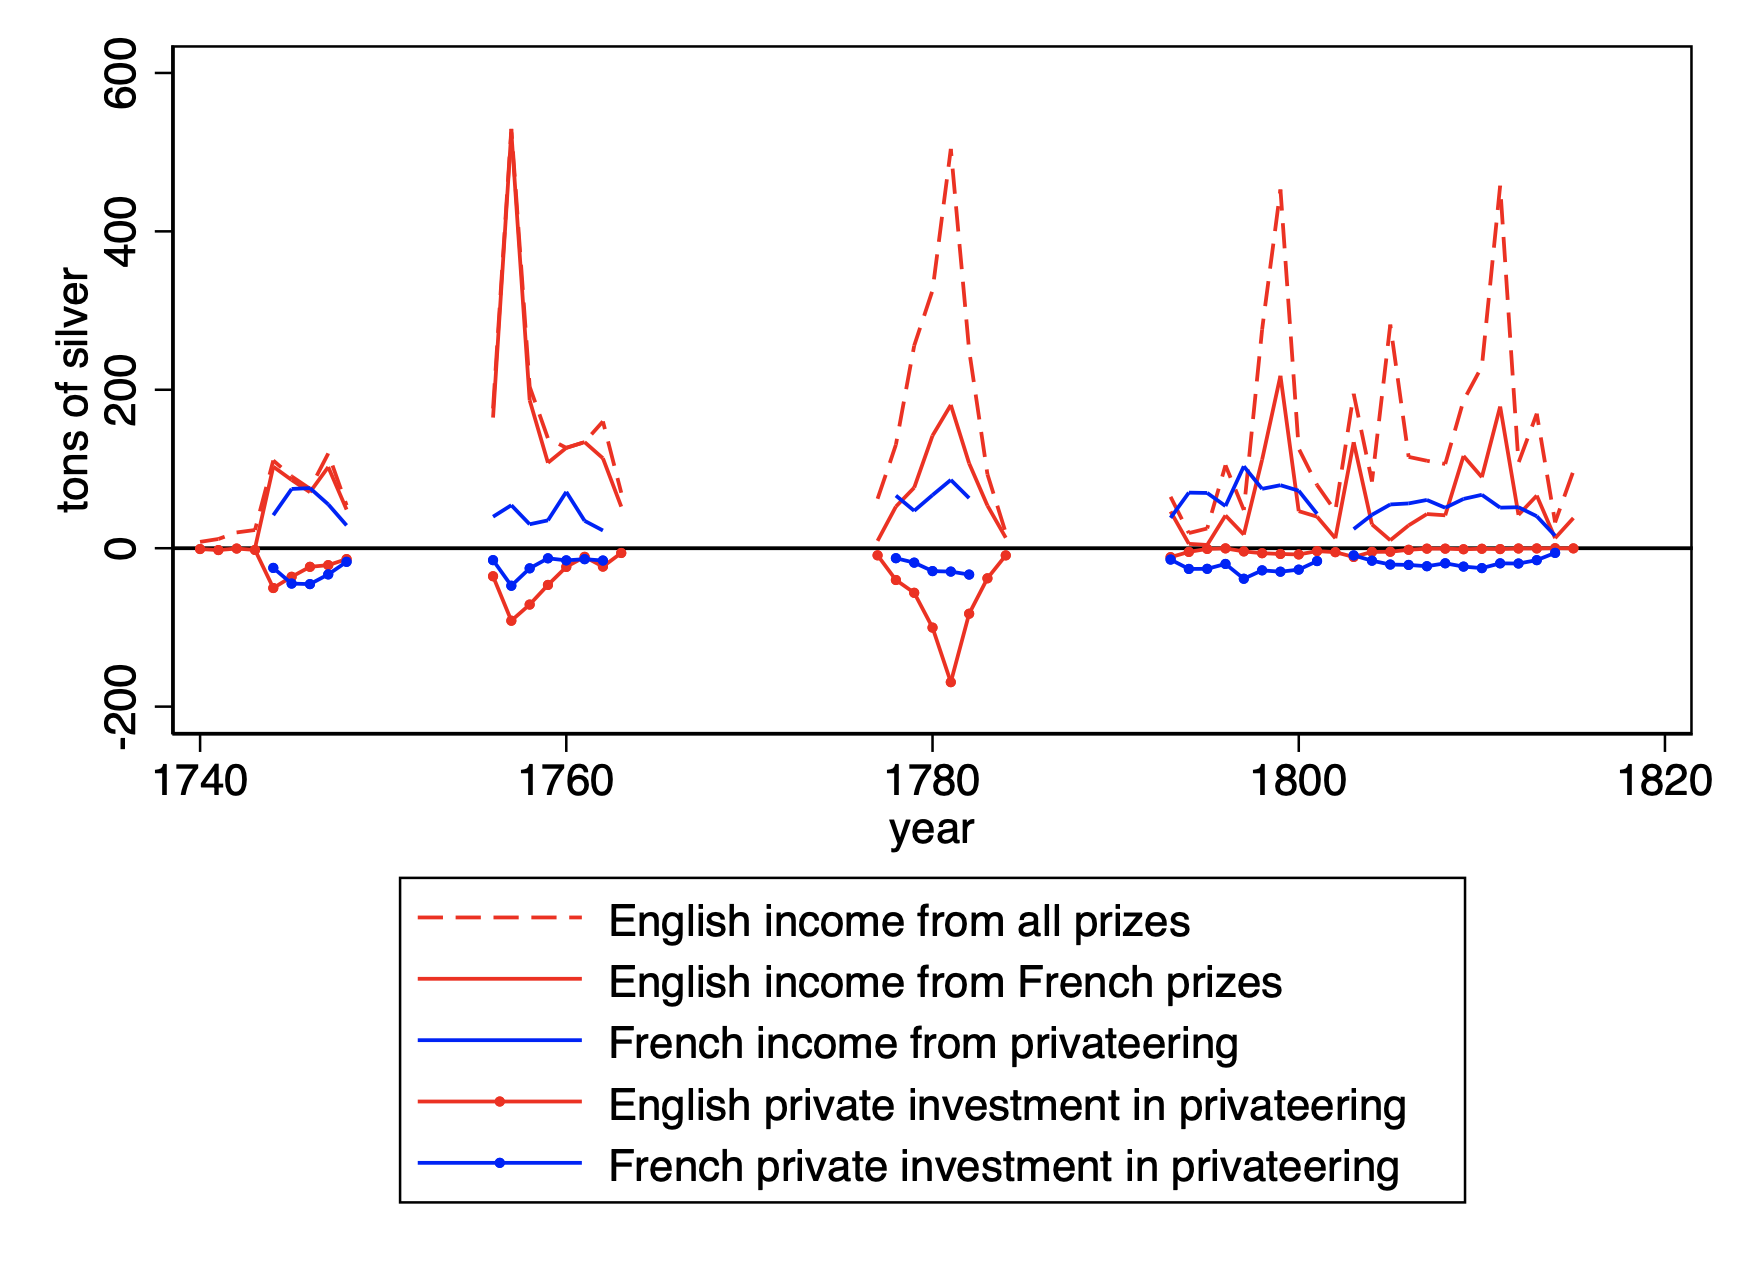 600
400
200
0
-200
tons of silver
1740 1760 1780 1800 1820
year
English income from all prizes
English income from French prizes
French income from privateering
English private investment in privateering
French private investment in privateering